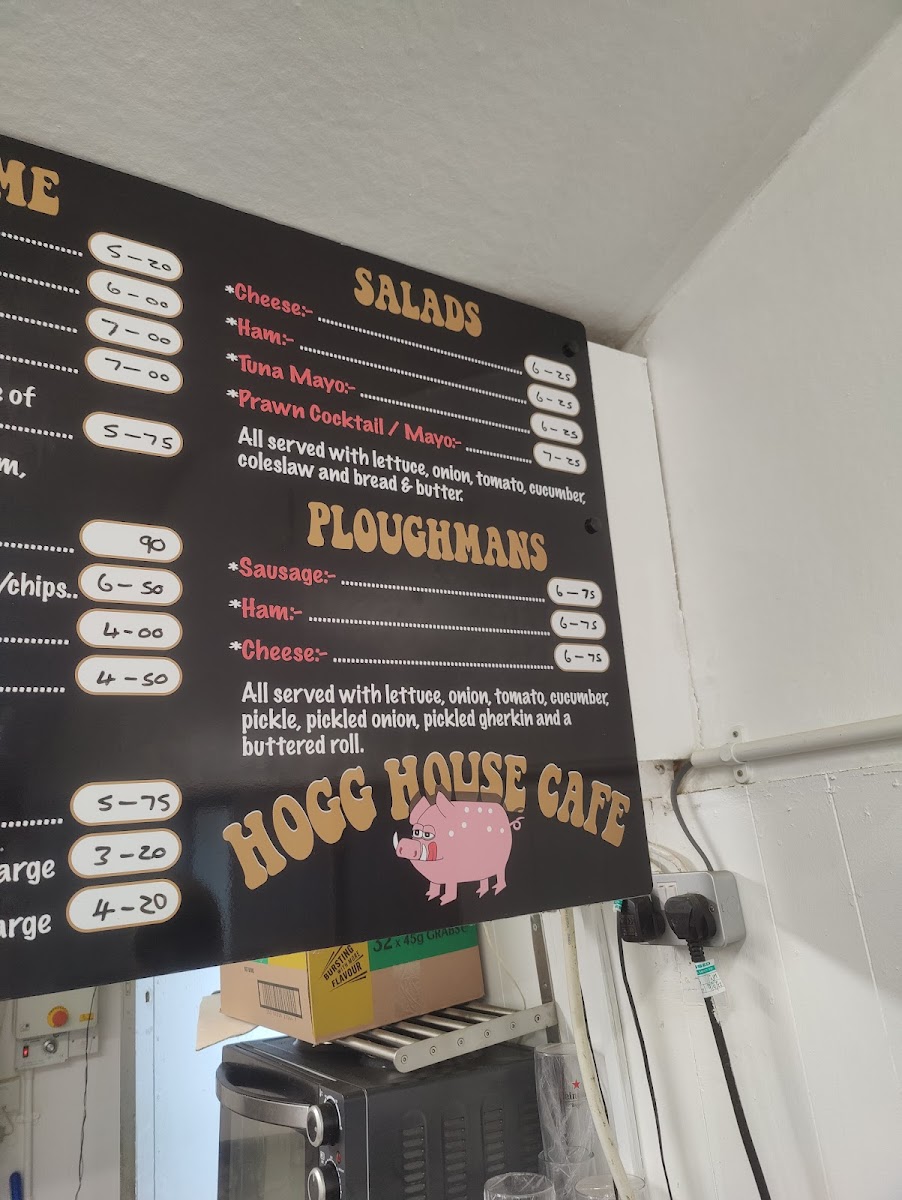 ME
5-20
6-00
7-00
7-00
of
5-75
m,
90
/chips..
6-50
4-00
4-50
5-75
arge
3-20
arge
4-20
SALADS
*Cheese:- 6-25
*Ham:- 6-25
*Tuna Mayo:- 6-25
*Prawn Cocktail / Mayo:- 7-25
All served with lettuce, onion, tomato, cucumber,
coleslaw and bread & butter.
PLOUGHMANS
*Sausage:- 6-75
*Ham:- 6-75
*Cheese:- 6-75
All served with lettuce, onion, tomato, cucumber,
pickle, pickled onion, pickled gherkin and a
buttered roll.
HOGG HOUSE CAFE
32 x 45g GRAB
BURSTING
WITH MORE
FLAVOUR